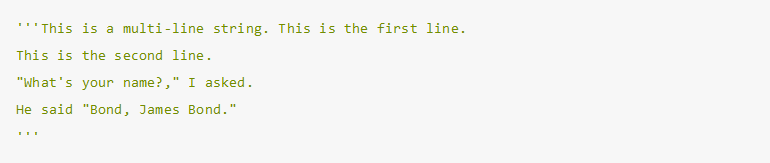 '''This is a multi-line string. This is the first line.
This is the second line.
"What's your name?," I asked.
He said "Bond, James Bond."
'''